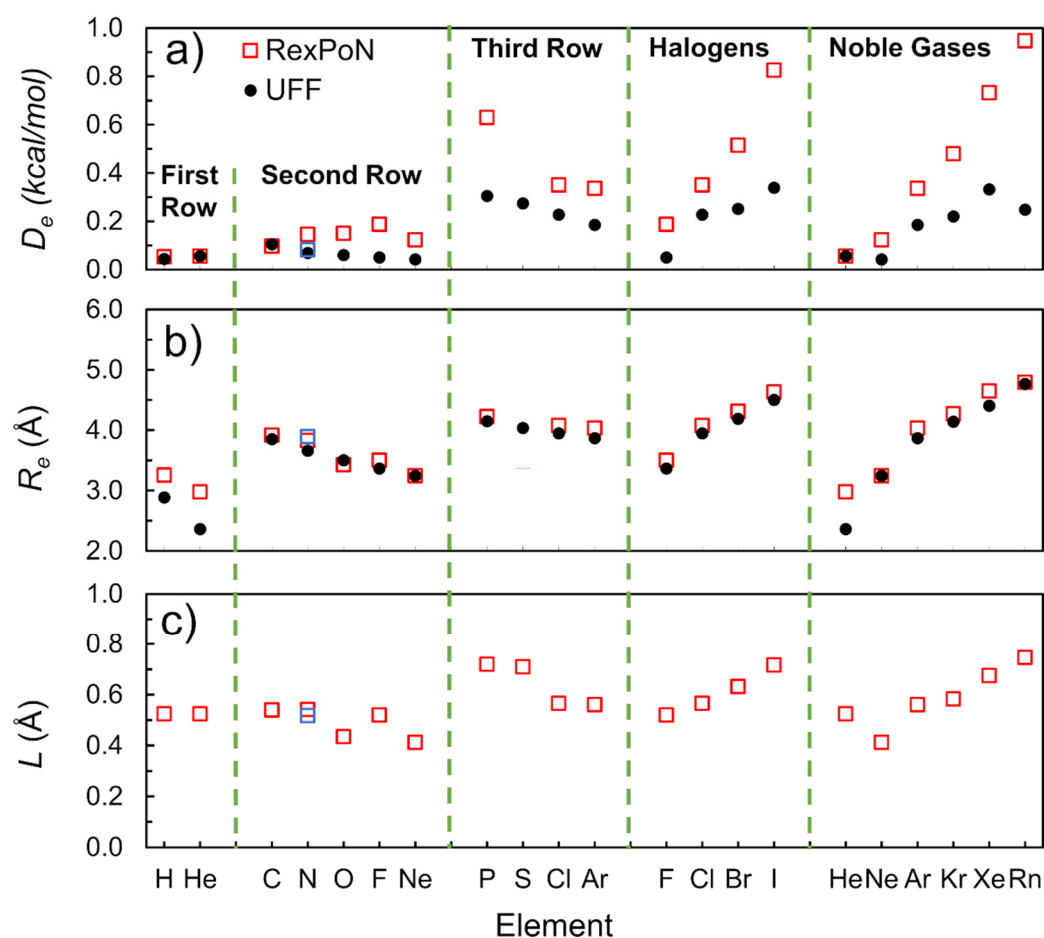 a)
RexPoN
UFF
First
Row
Second Row
Third Row
Halogens
Noble Gases
De (kcal/mol)
1.0
0.8
0.6
0.4
0.2
0.0
b)
Re (Å)
6.0
5.0
4.0
3.0
2.0
c)
L (Å)
1.0
0.8
0.6
0.4
0.2
0.0
H He C N O F Ne P S Cl Ar F Cl Br I He Ne Ar Kr Xe Rn
Element